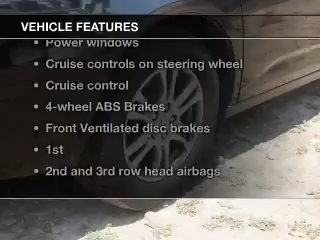 VEHICLE FEATURES
• Power windows
• Cruise controls on steering wheel
• Cruise control
• 4-wheel ABS Brakes
• Front Ventilated disc brakes
• 1st
• 2nd and 3rd row head airbags